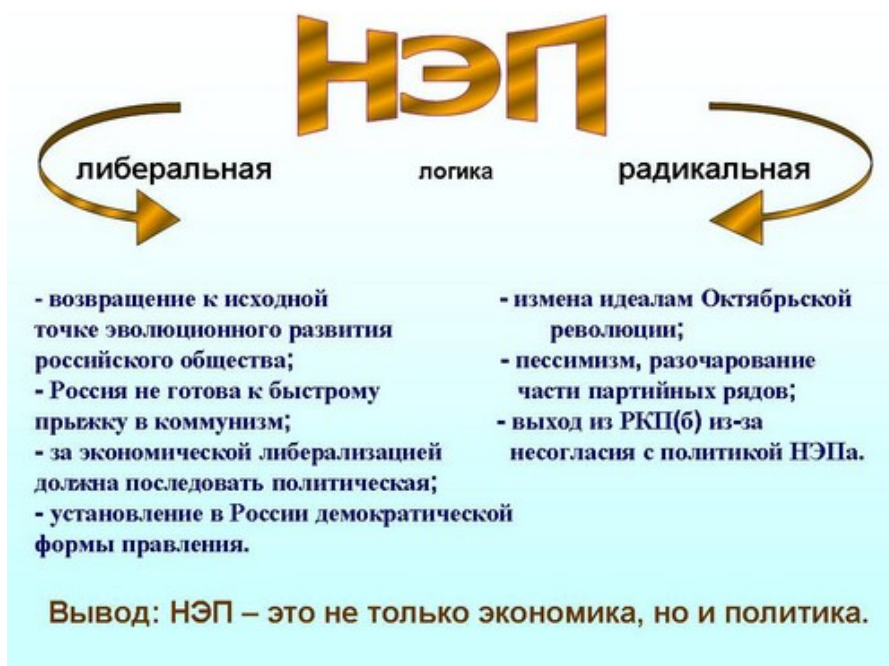 НЭП
либеральная логика радикальная
- возвращение к исходной
точке эволюционного развития
российского общества;
- Россия не готова к быстрому
прыжку в коммунизм;
- за экономической либерализацией
должна последовать политическая;
- установление в России демократической
формы правления.
- измена идеалам Октябрьской
революции;
- пессимизм, разочарование
части партийных рядов;
- выход из РКП(б) из-за
несогласия с политикой НЭПа.
Вывод: НЭП – это не только экономика, но и политика.